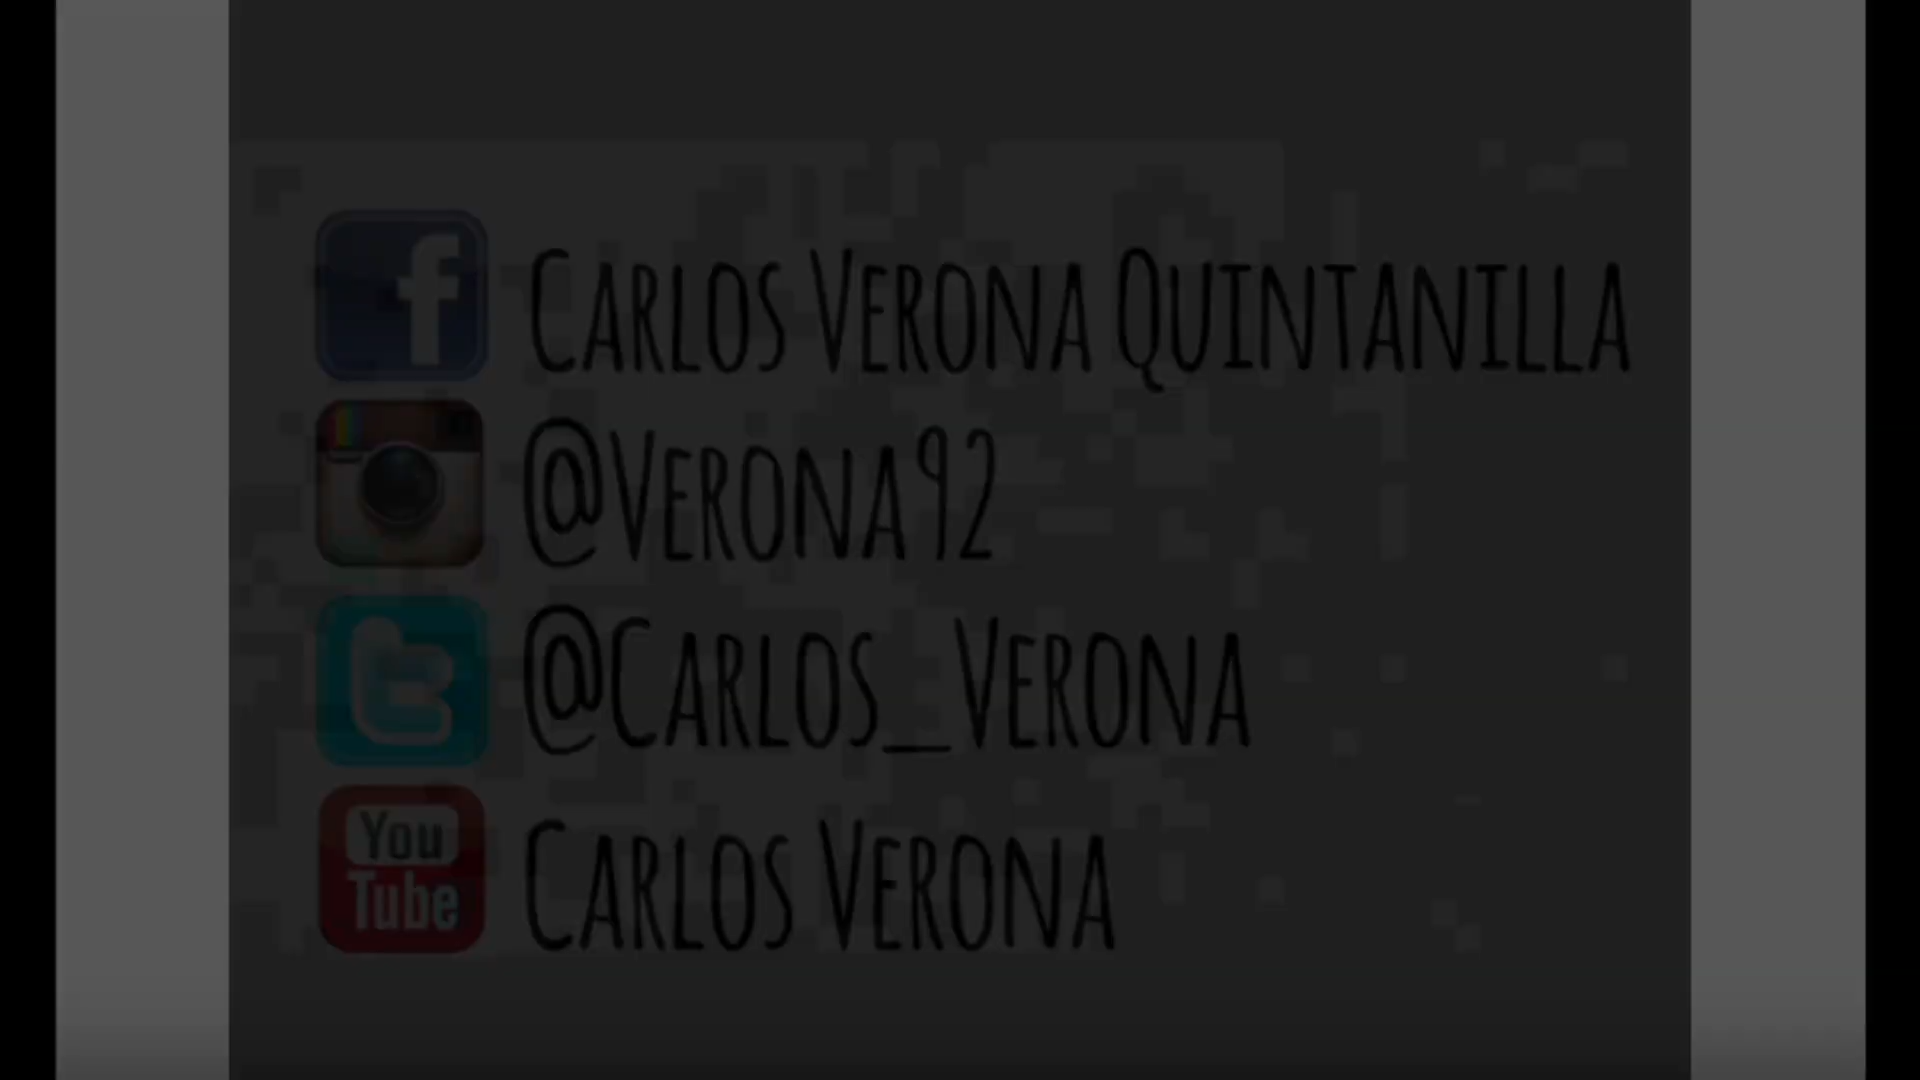 f CARLOS VERONA QUINTANILLA
@VERONA92
t @CARLOS_VERONA
You
Tube CARLOS VERONA